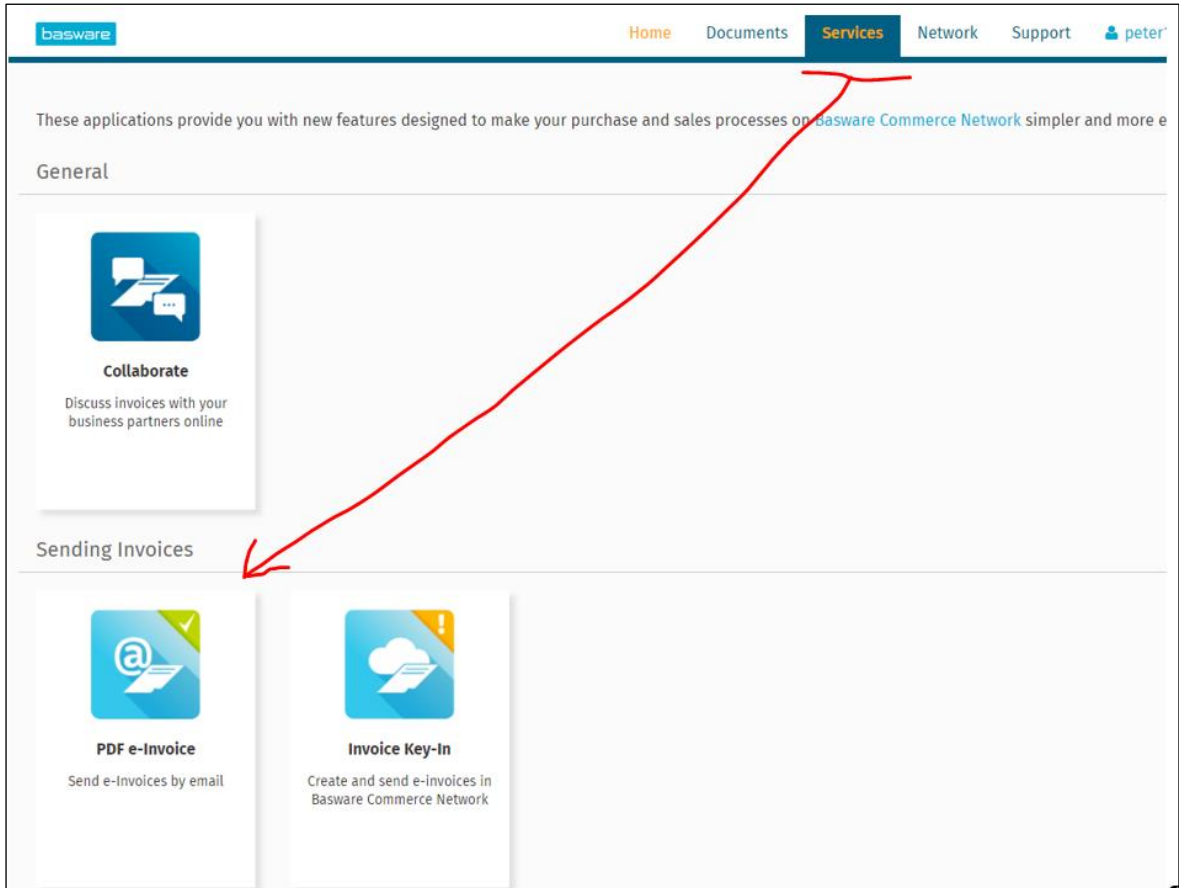 basware
Home Documents Services Network Support peter
These applications provide you with new features designed to make your purchase and sales processes on Basware Commerce Network simpler and more e
General
Collaborate
Discuss invoices with your
business partners online
Sending Invoices
PDF e-Invoice
Send e-Invoices by email
Invoice Key-In
Create and send e-invoices in
Basware Commerce Network